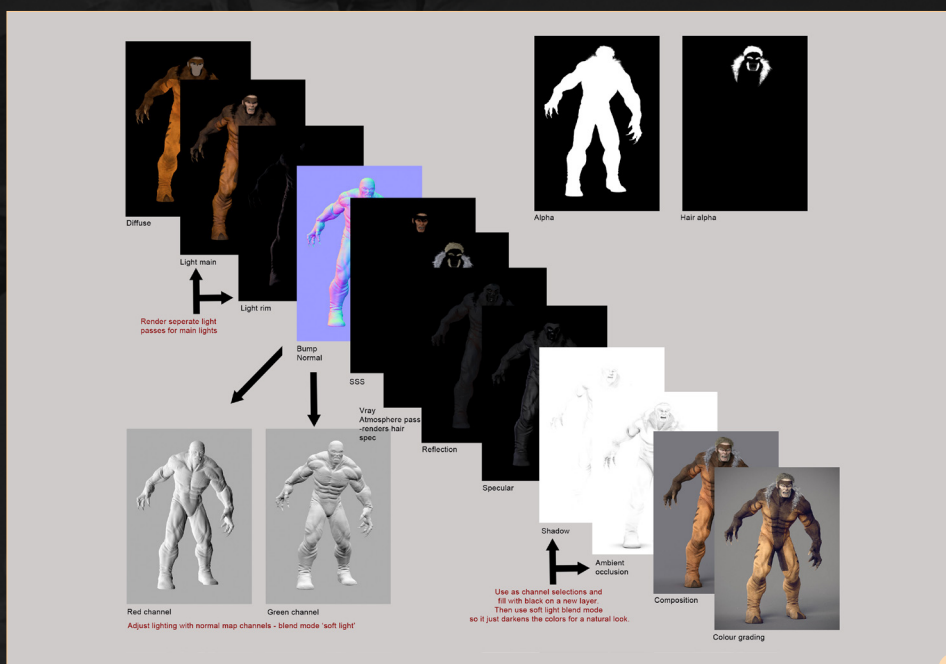 Alpha
Hair alpha
Diffuse
Light main
Light rim
Render seperate light
passes for main lights
Bump
Normal
SSS
Vray
Atmosphere pass
-renders hair
spec
Reflection
Specular
Shadow
Ambient
occlusion
Use as channel selections and
fill with black on a new layer.
Then use soft light blend mode
so it just darkens the colors for a natural look.
Composition
Colour grading
Red channel
Green channel
Adjust lighting with normal map channels - blend mode 'soft light'